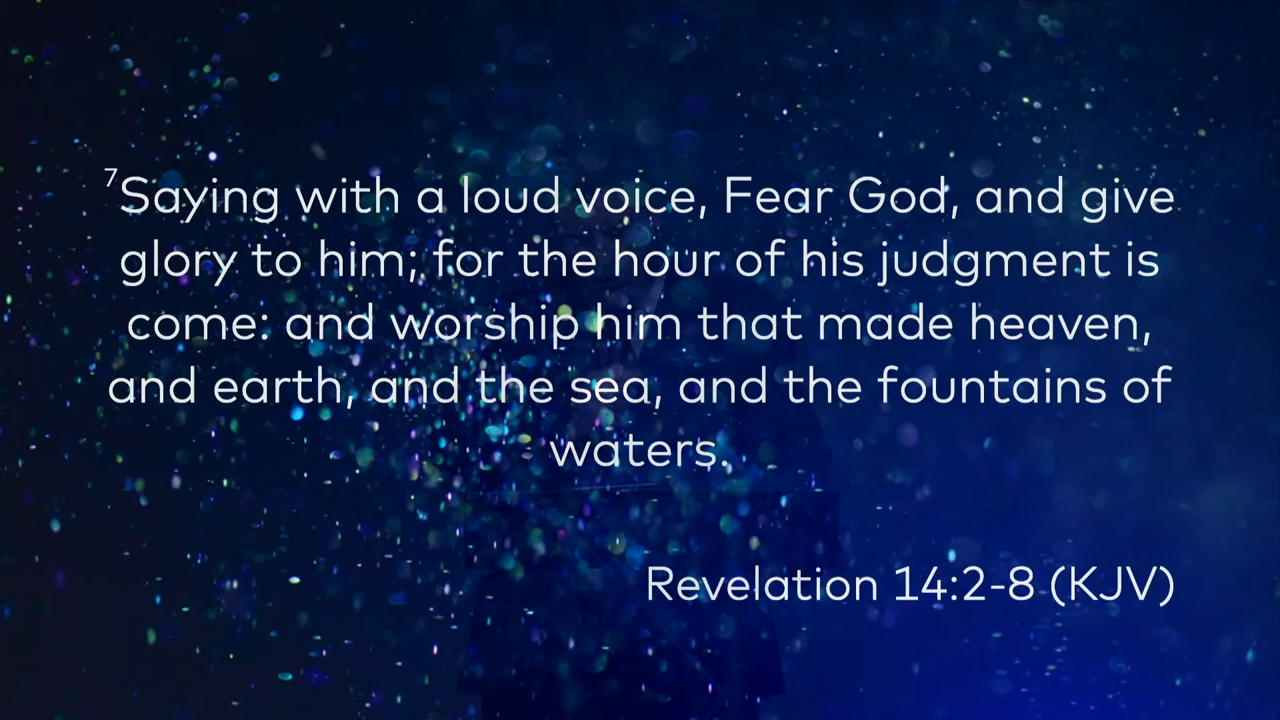 ⁷Saying with a loud voice, Fear God, and give
glory to him; for the hour of his judgment is
come: and worship him that made heaven,
and earth, and the sea, and the fountains of
waters.
Revelation 14:2-8 (KJV)